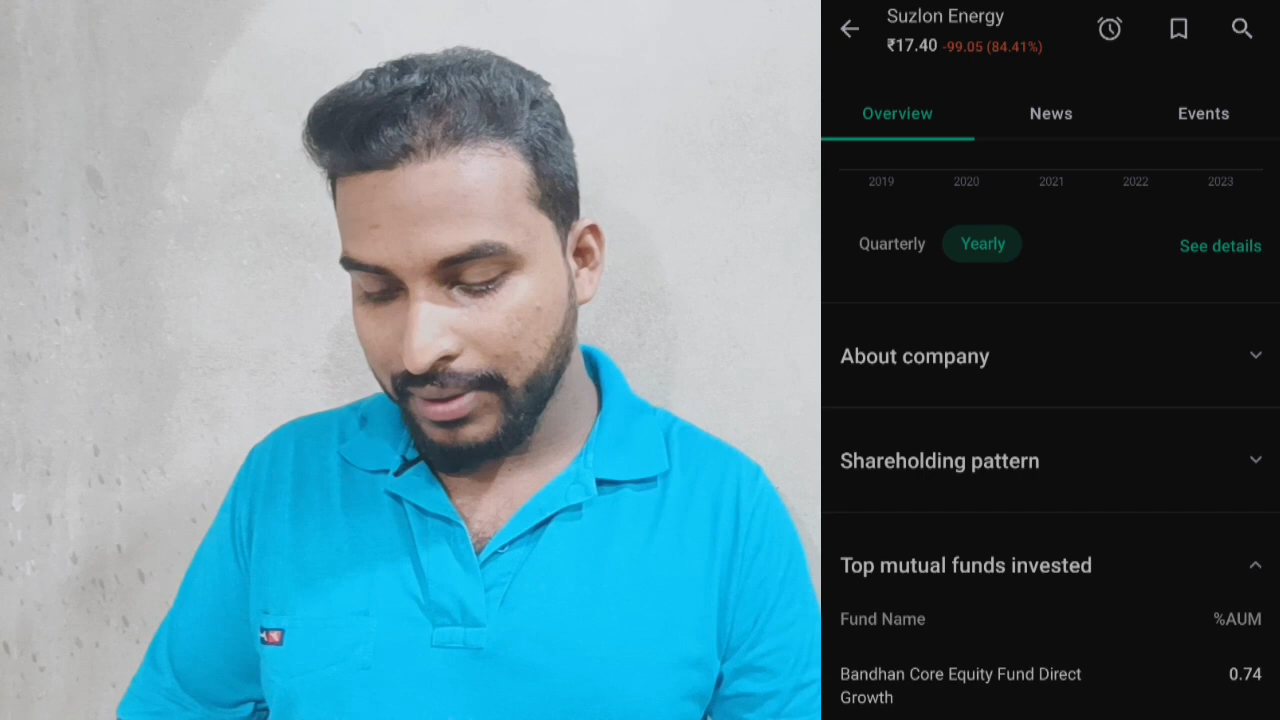 Suzlon Energy
₹17.40 -99.05 (84.41%)
Overview News Events
2019 2020 2021 2022 2023
Quarterly Yearly See details
About company
Shareholding pattern
Top mutual funds invested
Fund Name %AUM
Bandhan Core Equity Fund Direct 0.74
Growth